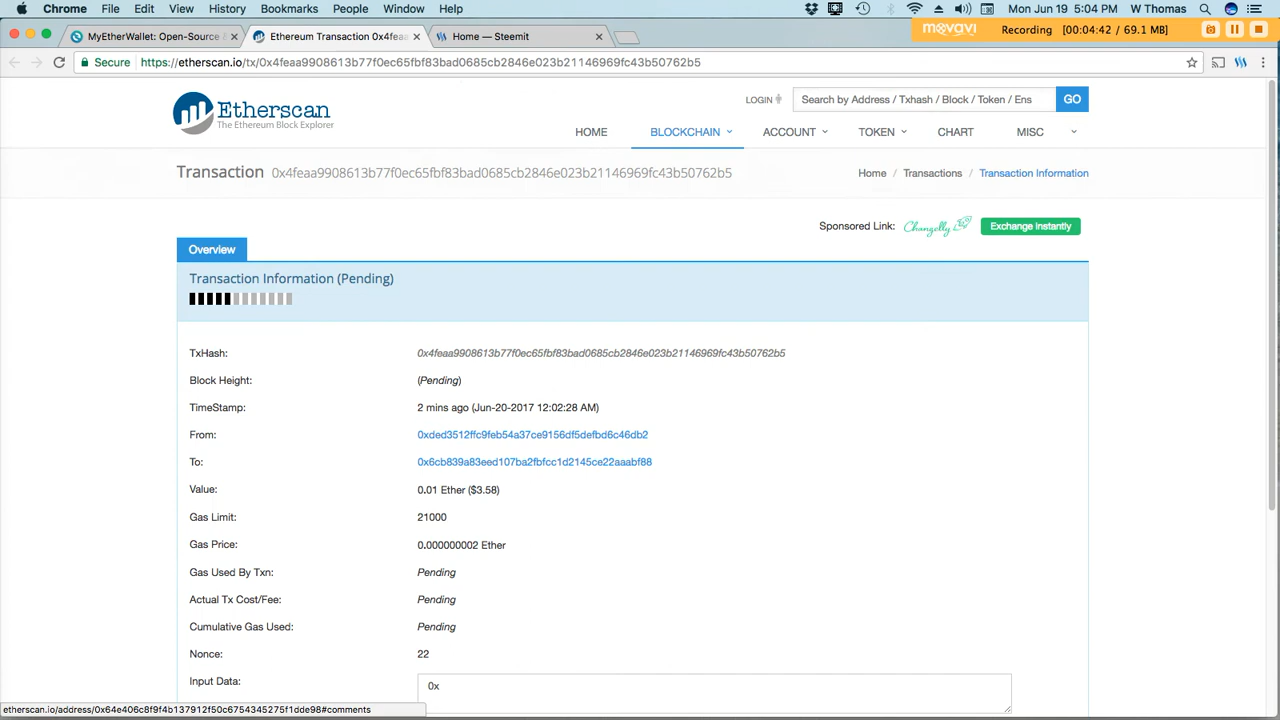 Chrome File Edit View History Bookmarks People Window Help Mon Jun 19 5:04 PM W Thomas
movavi Recording [00:04:42 / 69.1 MB]
MyEtherWallet: Open-Source & Ethereum Transaction 0x4feaa Home — Steemit
Secure https://etherscan.io/tx/0x4feaa9908613b77f0ec65fbf83bad0685cb2846e023b21146969fc43b50762b5
Etherscan
The Ethereum Block Explorer
LOGIN Search by Address / Txhash / Block / Token / Ens GO
HOME BLOCKCHAIN ACCOUNT TOKEN CHART MISC
Transaction 0x4feaa9908613b77f0ec65fbf83bad0685cb2846e023b21146969fc43b50762b5
Home / Transactions / Transaction Information
Sponsored Link: Changelly Exchange Instantly
Overview
Transaction Information (Pending)
TxHash: 0x4feaa9908613b77f0ec65fbf83bad0685cb2846e023b21146969fc43b50762b5
Block Height: (Pending)
TimeStamp: 2 mins ago (Jun-20-2017 12:02:28 AM)
From: 0xded3512ffc9feb54a37ce9156df5defbd6c46db2
To: 0x6cb839a83eed107ba2fbfcc1d2145ce22aaabf88
Value: 0.01 Ether ($3.58)
Gas Limit: 21000
Gas Price: 0.000000002 Ether
Gas Used By Txn: Pending
Actual Tx Cost/Fee: Pending
Cumulative Gas Used: Pending
Nonce: 22
Input Data: 0x
etherscan.io/address/0x64e406c8f9f4b137912f50c6754345275f1dde98#comments